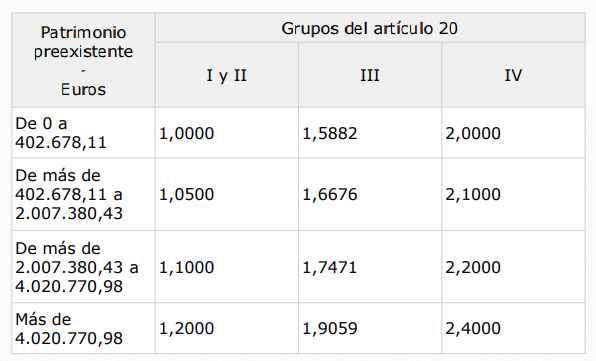 Patrimonio
preexistente
-
Euros
Grupos del artículo 20
I y II
III
IV
De 0 a
402.678,11
1,0000
1,5882
2,0000
De más de
402.678,11 a
2.007.380,43
1,0500
1,6676
2,1000
De más de
2.007.380,43 a
4.020.770,98
1,1000
1,7471
2,2000
Más de
4.020.770,98
1,2000
1,9059
2,4000